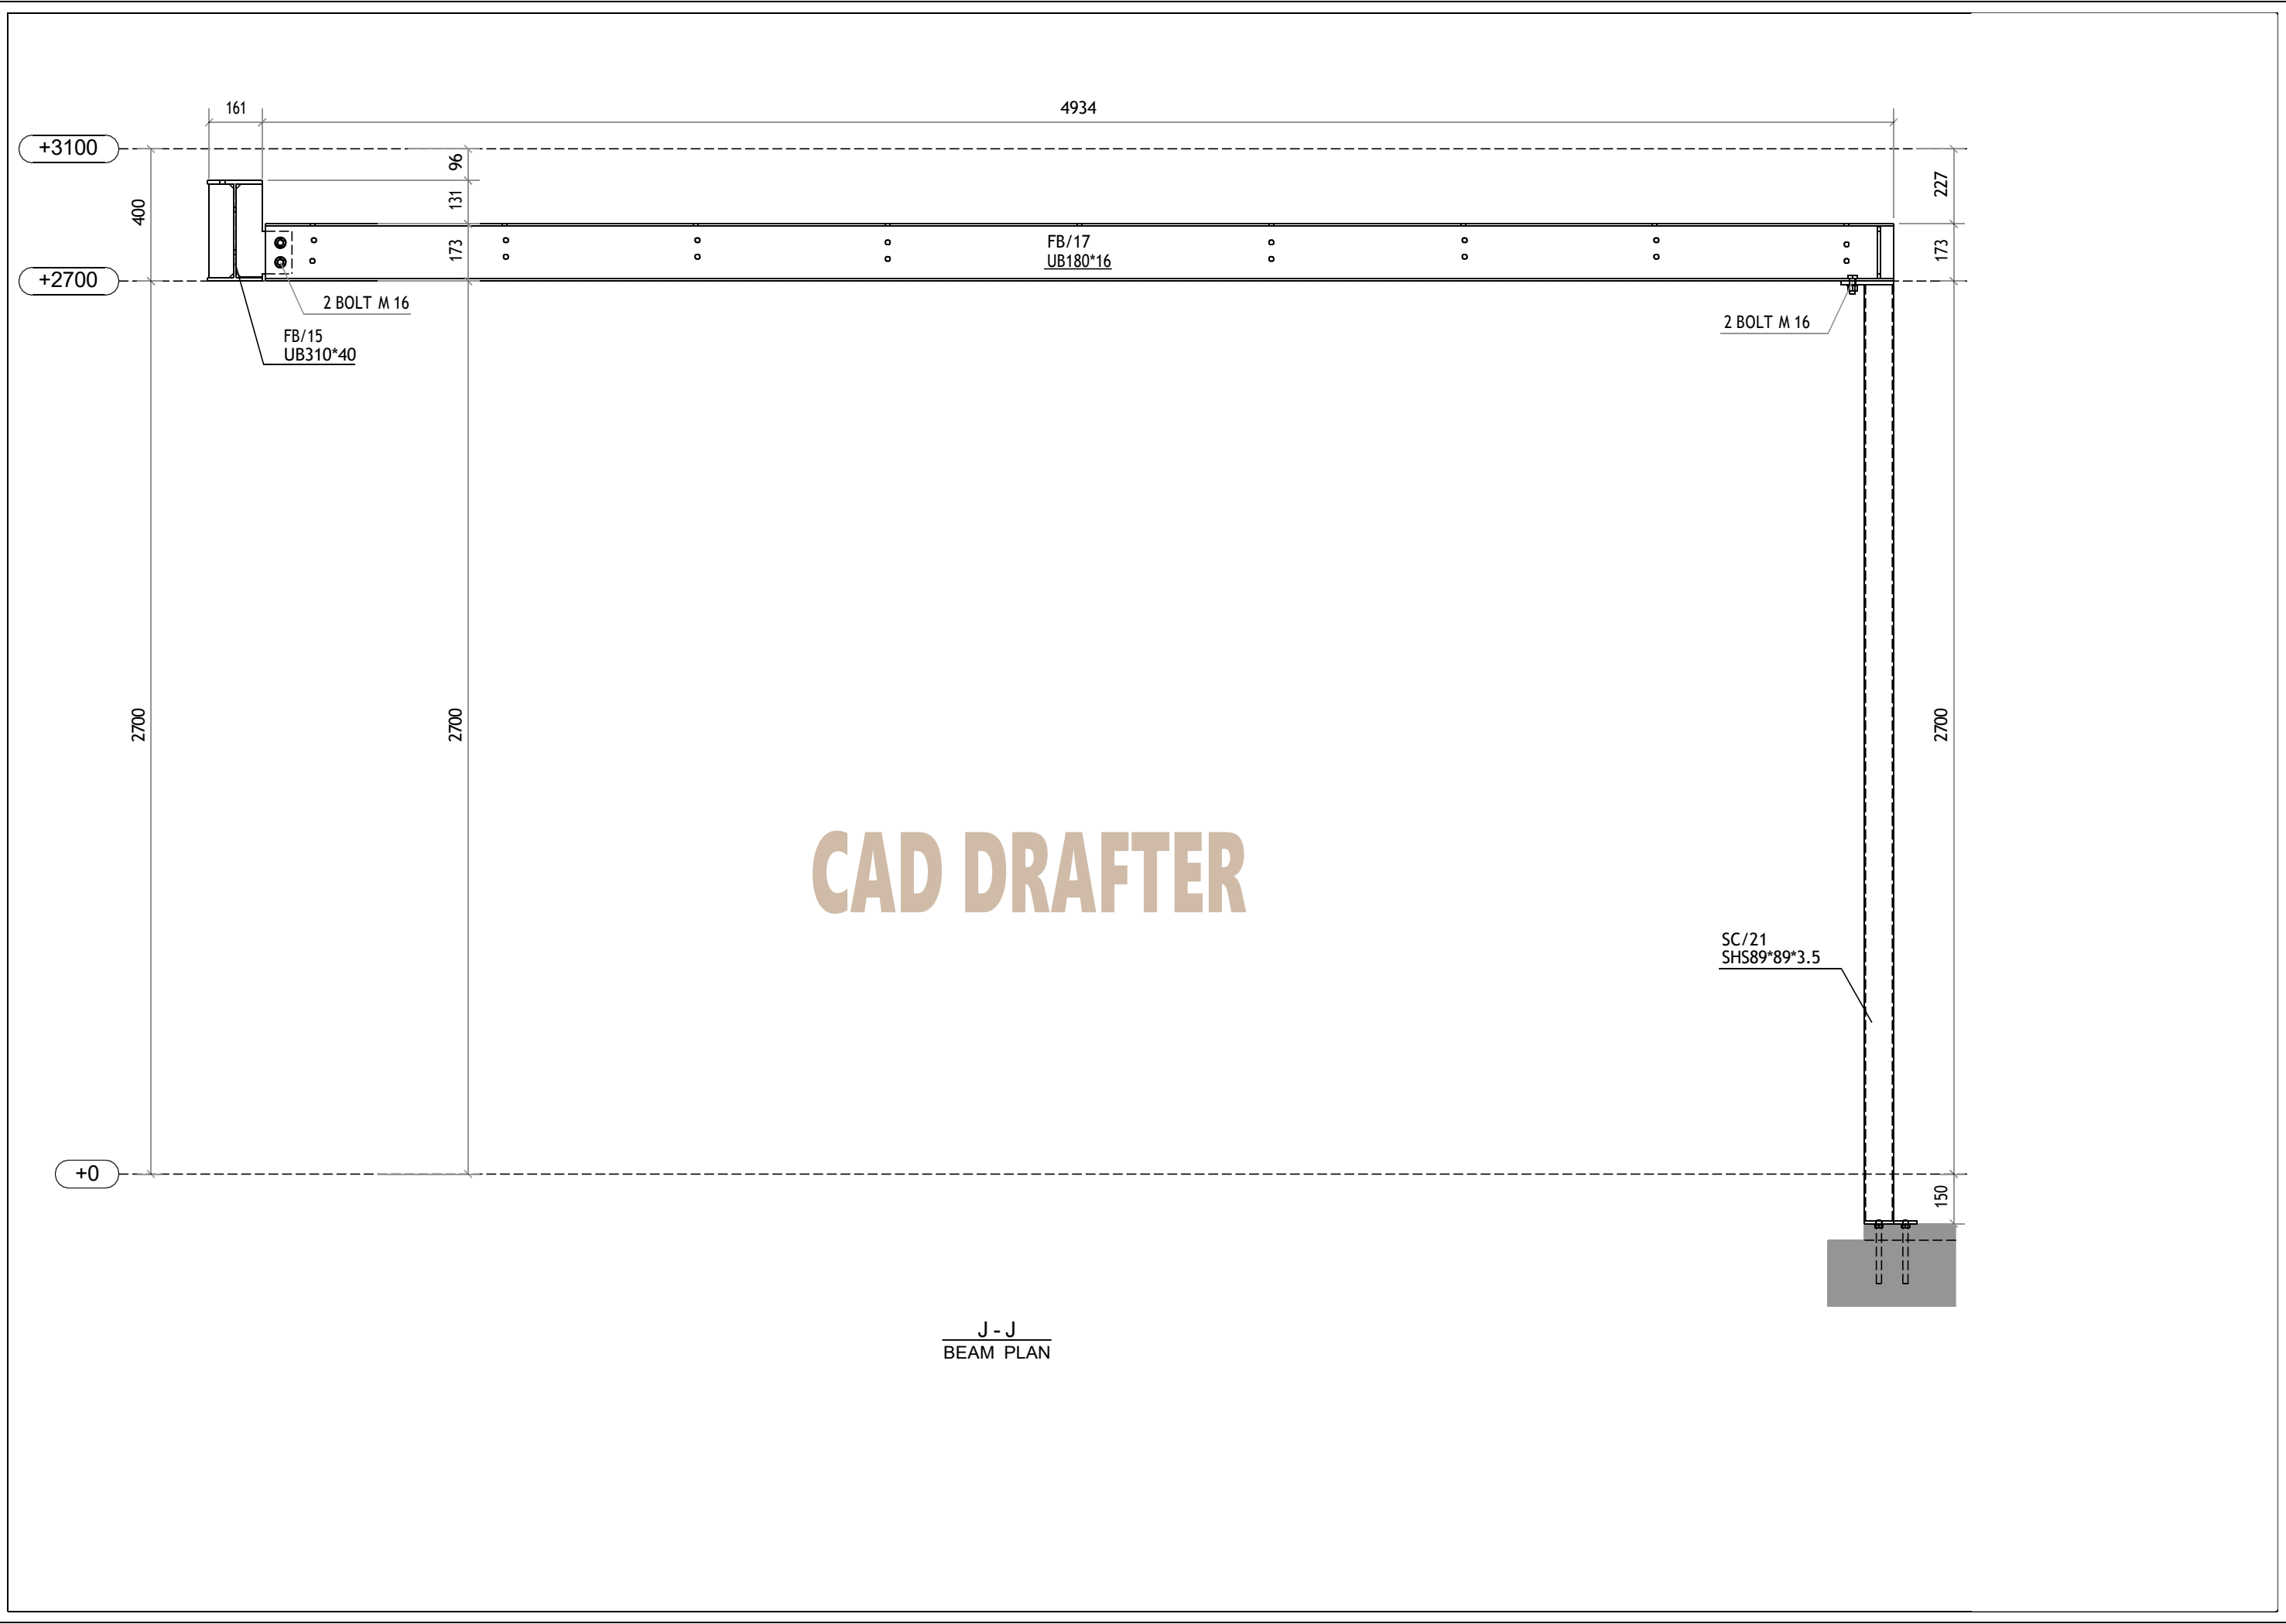 161
4934
+3100
96
227
400
131
FB/17
UB180*16
173
173
+2700
2 BOLT M 16
2 BOLT M 16
FB/15
UB310*40
2700
2700
2700
CAD DRAFTER
SC/21
SHS89*89*3.5
+0
150
J - J
BEAM PLAN